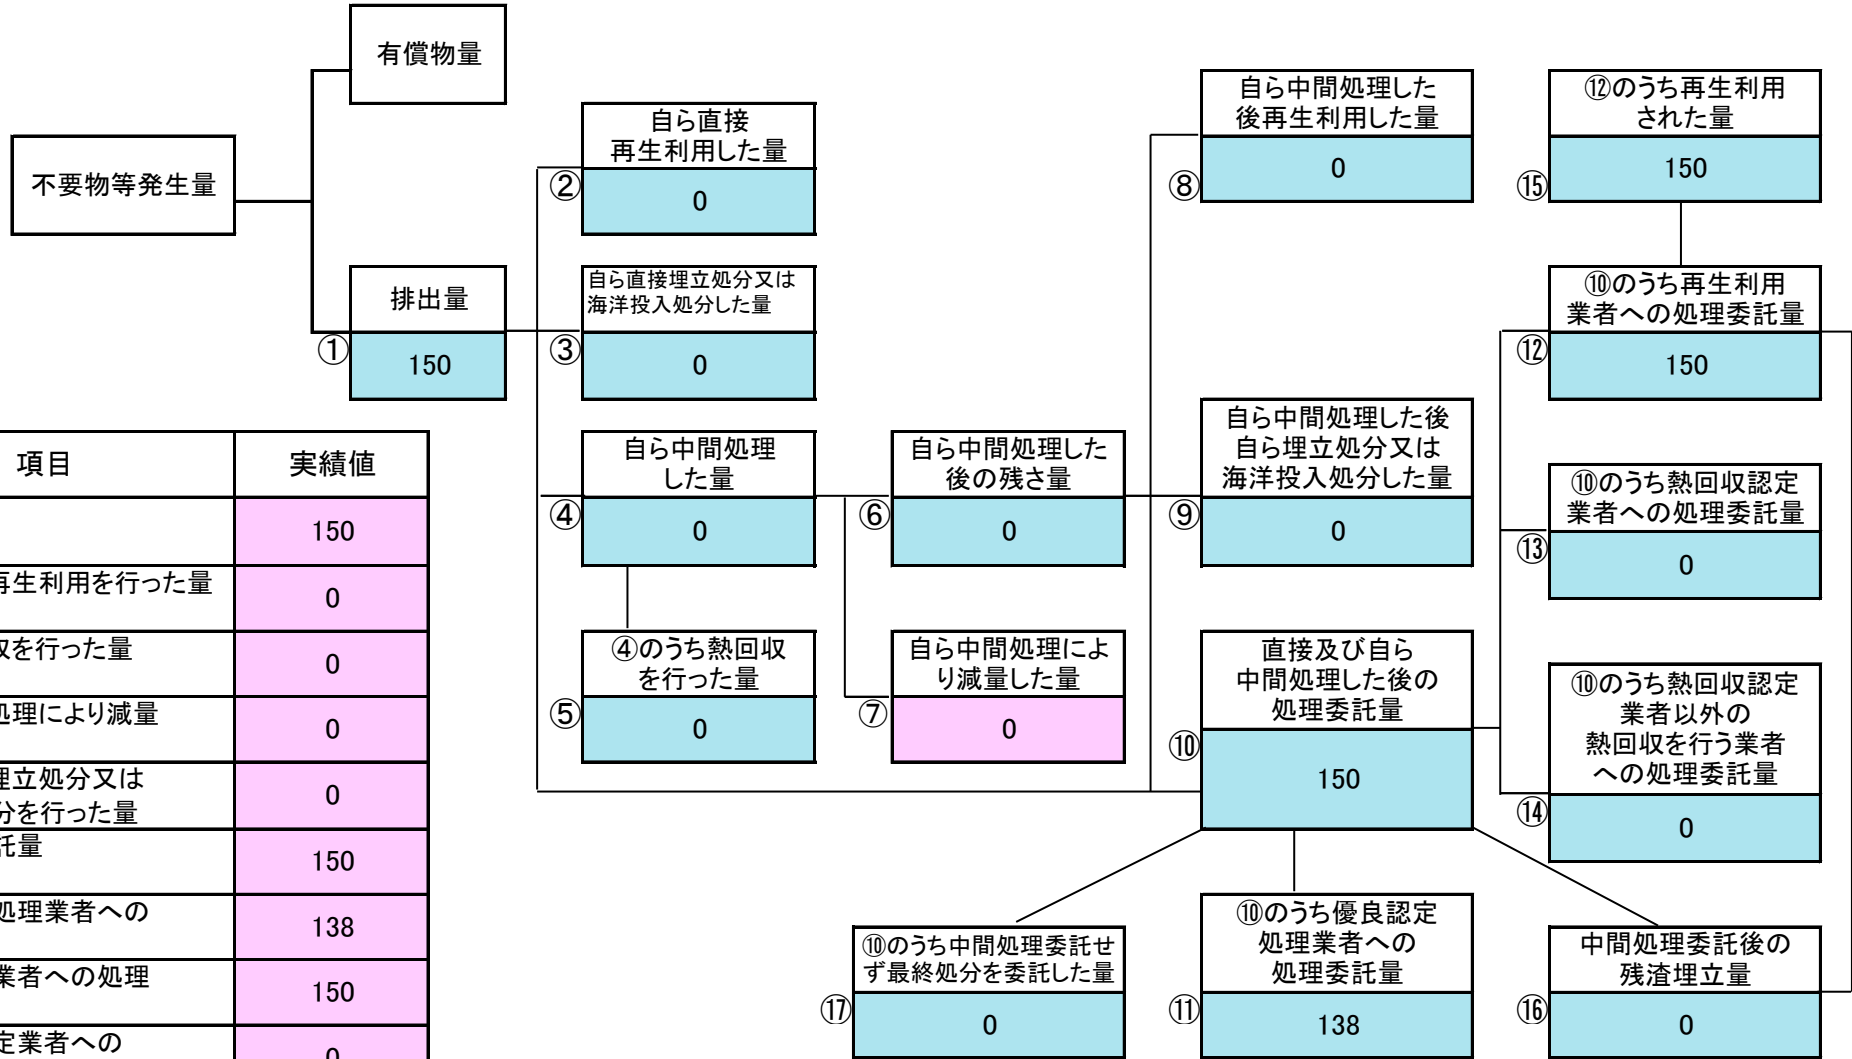 有償物量
不要物等発生量
排出量
①
150
自ら直接
再生利用した量
②
0
自ら直接埋立処分又は
海洋投入処分した量
③
0
自ら中間処理
した量
④
0
④のうち熱回収
を行った量
⑤
0
自ら中間処理した
後の残さ量
⑥
0
自ら中間処理によ
り減量した量
⑦
0
自ら中間処理した
後再生利用した量
⑧
0
自ら中間処理した後
自ら埋立処分又は
海洋投入処分した量
⑨
0
直接及び自ら
中間処理した後の
処理委託量
⑩
150
⑫のうち再生利用
された量
⑮
150
⑩のうち再生利用
業者への処理委託量
⑫
150
⑩のうち熱回収認定
業者への処理委託量
⑬
0
⑩のうち熱回収認定
業者以外の
熱回収を行う業者
への処理委託量
⑭
0
⑩のうち中間処理委託せ
ず最終処分を委託した量
⑰
0
⑩のうち優良認定
処理業者への
処理委託量
⑪
138
中間処理委託後の
残渣埋立量
⑯
0
項目 実績値
150
再生利用を行った量 0
を行った量 0
処理により減量 0
埋立処分又は
分を行った量 0
託量 150
処理業者への 138
業者への処理 150
定業者への 0